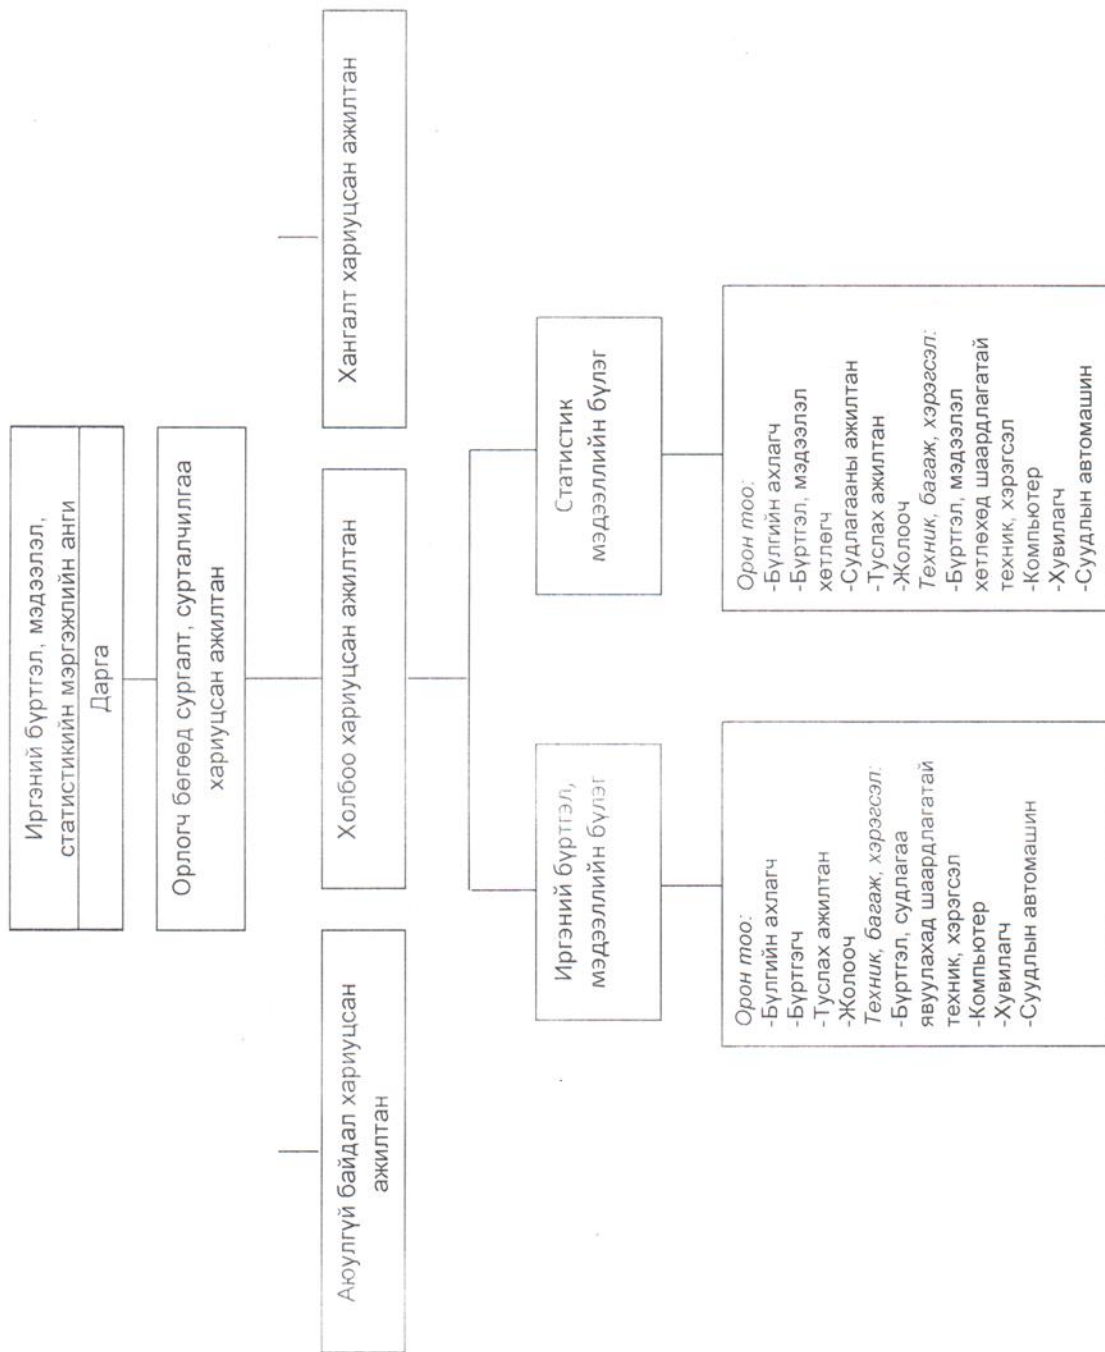 Иргэний бүртгэл, мэдээлэл,
статистикийн мэргэжлийн анги
Дарга
Орлогч бөгөөд сургалт, сурталчилгаа
хариуцсан ажилтан
Аюулгүй байдал хариуцсан
ажилтан
Холбоо хариуцсан ажилтан
Хангалт хариуцсан ажилтан
Иргэний бүртгэл,
мэдээллийн бүлэг
Статистик
мэдээллийн бүлэг
Орон тоо:
-Бүлгийн ахлагч
-Бүртгэгч
-Туслах ажилтан
-Жолооч
Техник, багаж, хэрэгсэл:
-Бүртгэл, судлагаа
явуулахад шаардлагатай
техник, хэрэгсэл
-Компьютер
-Хувилагч
-Суудлын автомашин
Орон тоо:
-Бүлгийн ахлагч
-Бүртгэл, мэдээлэл
хөтлөгч
-Судлагааны ажилтан
-Туслах ажилтан
-Жолооч
Техник, багаж, хэрэгсэл:
-Бүртгэл, мэдээлэл
хөтлөхөд шаардлагатай
техник, хэрэгсэл
-Компьютер
-Хувилагч
-Суудлын автомашин